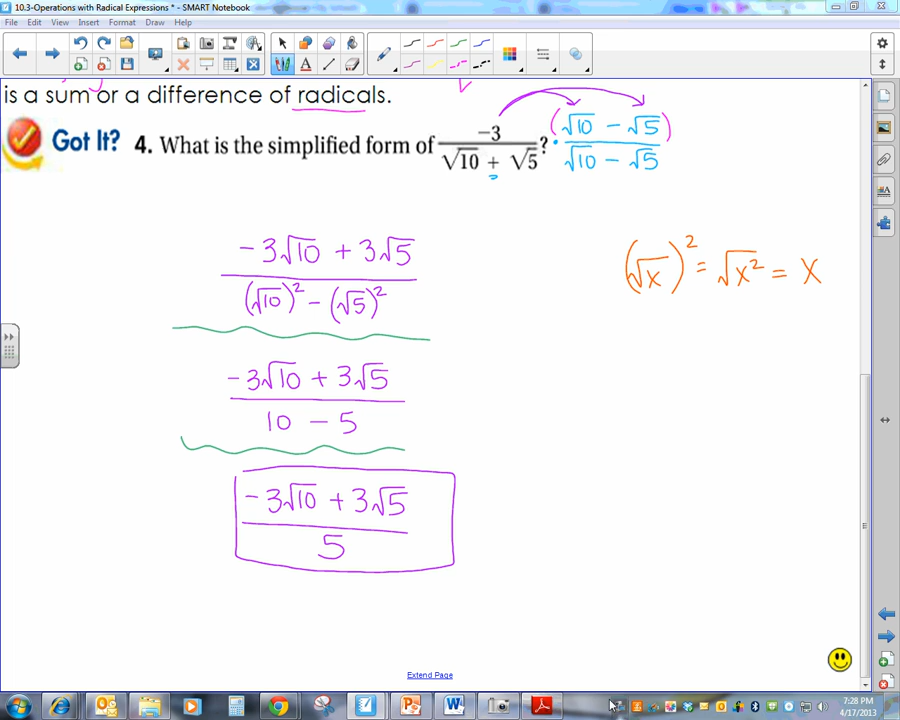 10.3-Operations with Radical Expressions * - SMART Notebook
File Edit View Insert Format Draw Help
is a sum or a difference of radicals.
Got It? 4. What is the simplified form of -3 / (√10 + √5)? · (√10 − √5) / (√10 − √5)
(−3√10 + 3√5) / ((√10)² − (√5)²)
(√x)² = √x² = x
(−3√10 + 3√5) / (10 − 5)
(−3√10 + 3√5) / 5
Extend Page
7:28 PM
4/17/2013